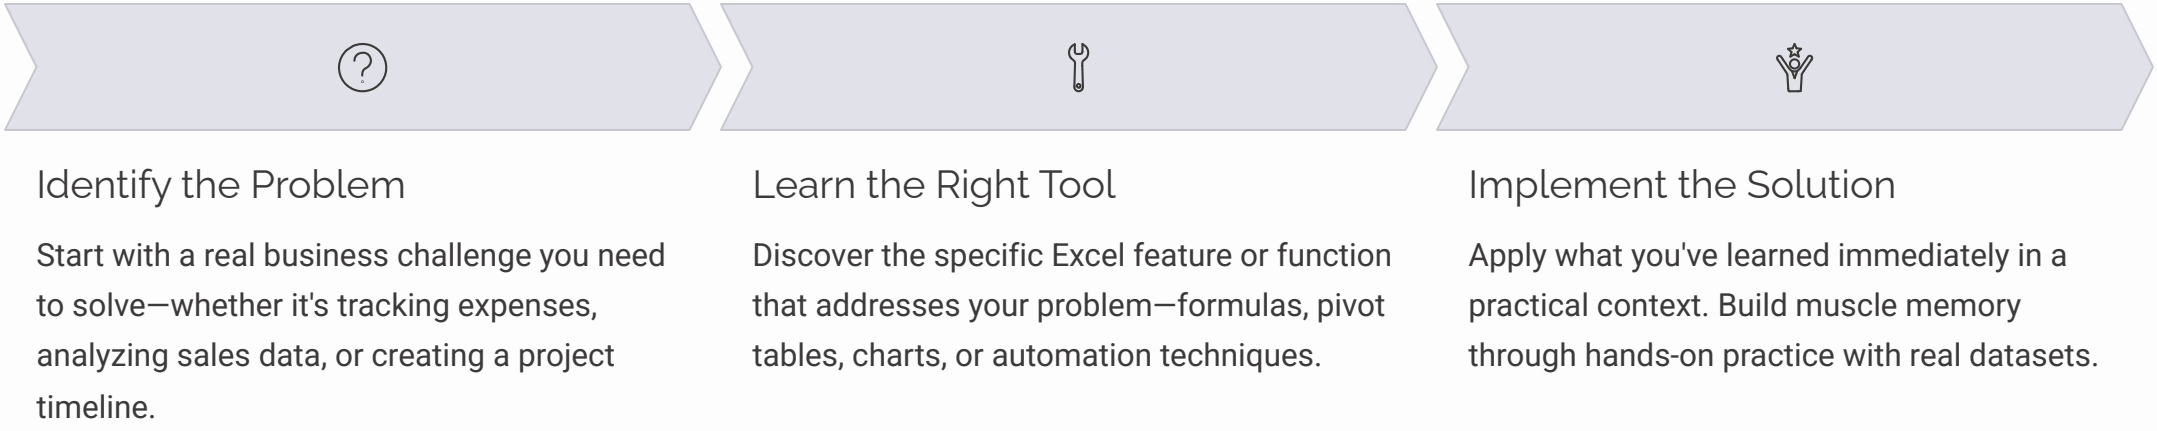 Identify the Problem
Start with a real business challenge you need
to solve—whether it's tracking expenses,
analyzing sales data, or creating a project
timeline.
Learn the Right Tool
Discover the specific Excel feature or function
that addresses your problem—formulas, pivot
tables, charts, or automation techniques.
Implement the Solution
Apply what you've learned immediately in a
practical context. Build muscle memory
through hands-on practice with real datasets.